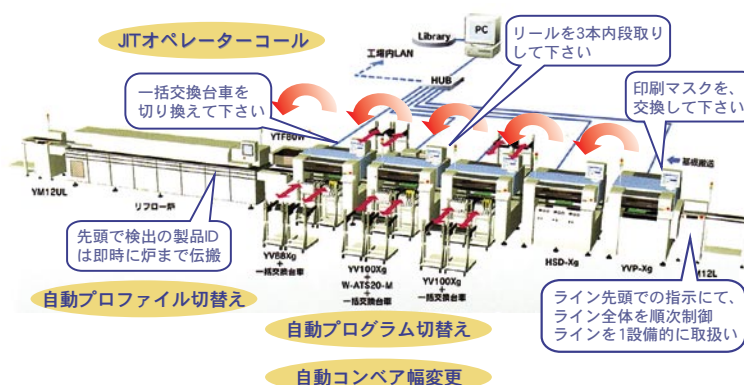 JITオペレーターコール
Library
PC
工場内LAN
HUB
リールを3本内段取り
して下さい
一括交換台車を
切り換えて下さい
印刷マスクを、
交換して下さい
基板搬送
YTF80W
YM12UL
リフロー炉
先頭で検出の製品ID
は即時に炉まで伝搬
YV88Xg
+
一括交換台車
YV100Xg
+
W-ATS20-M
+
一括交換台車
YV100Xg
+
一括交換台車
HSD-Xg
YVP-Xg
M12L
ライン先頭での指示にて、
ライン全体を順次制御
ラインを1設備的に取扱い
自動プロファイル切替え
自動プログラム切替え
自動コンベア幅変更